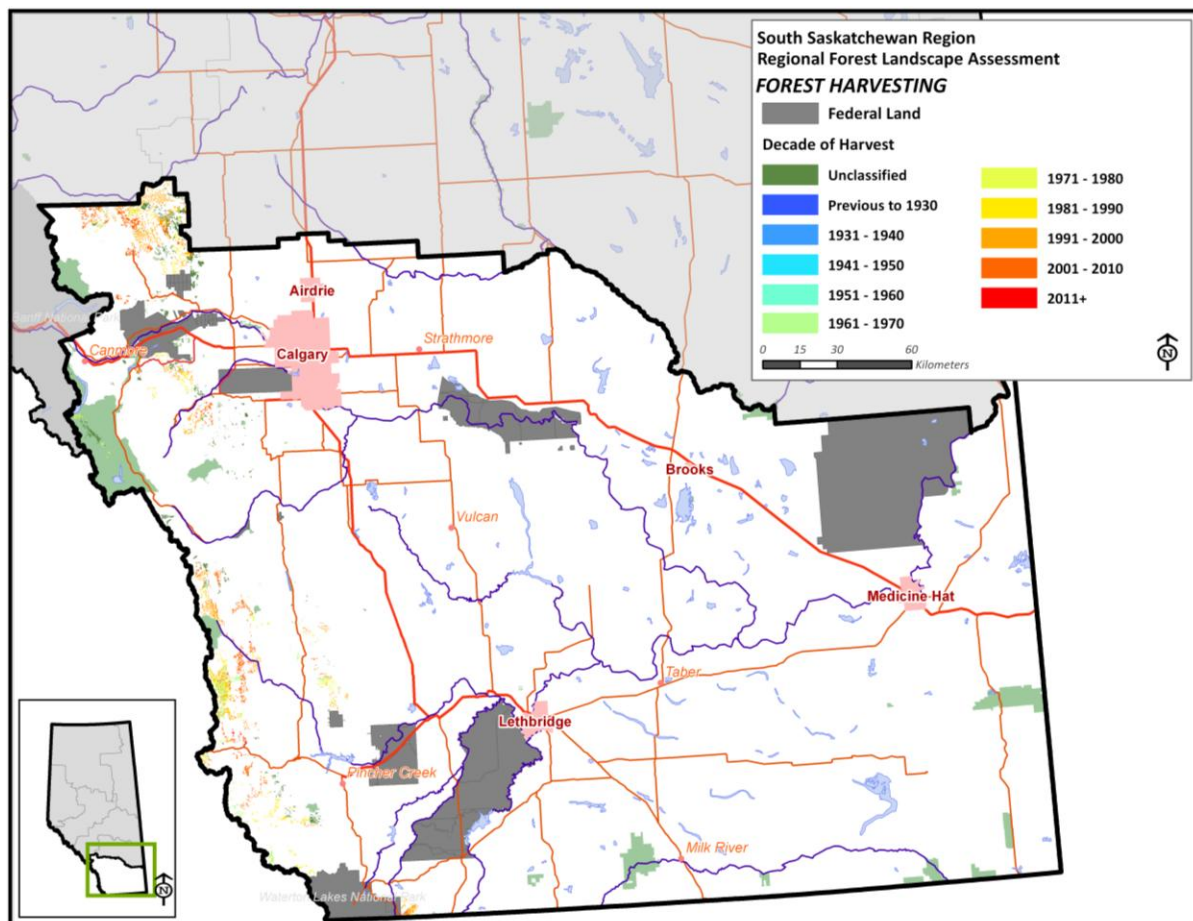 South Saskatchewan Region
Regional Forest Landscape Assessment
FOREST HARVESTING
Federal Land
Decade of Harvest
Unclassified
Previous to 1930
1931 - 1940
1941 - 1950
1951 - 1960
1961 - 1970
1971 - 1980
1981 - 1990
1991 - 2000
2001 - 2010
2011+
0 15 30 60
Kilometers
N
Airdrie
Banff National Park
Canmore
Calgary
Strathmore
Brooks
Vulcan
Medicine Hat
Taber
Lethbridge
Pincher Creek
Milk River
Waterton Lakes National Park
N